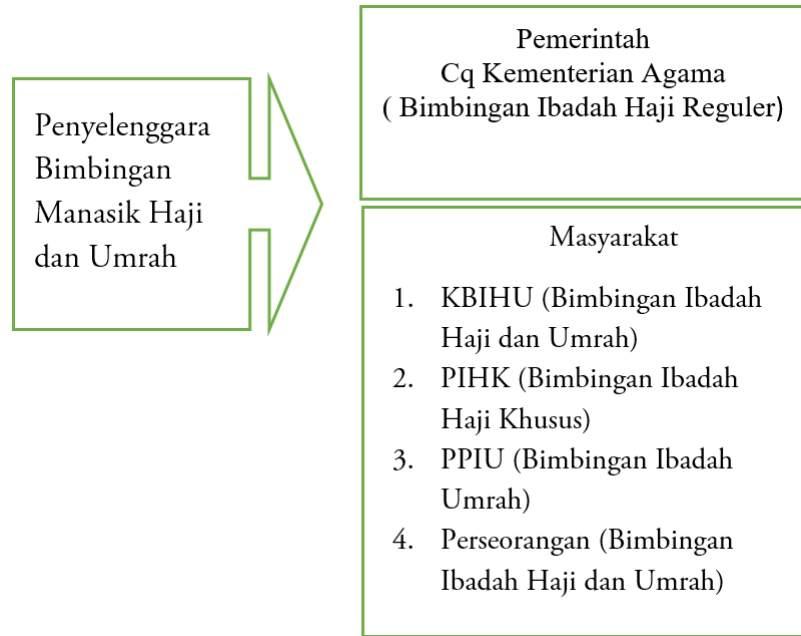 Penyelenggara
Bimbingan
Manasik Haji
dan Umrah
Pemerintah
Cq Kementerian Agama
( Bimbingan Ibadah Haji Reguler)
Masyarakat
1. KBIHU (Bimbingan Ibadah
Haji dan Umrah)
2. PIHK (Bimbingan Ibadah
Haji Khusus)
3. PPIU (Bimbingan Ibadah
Umrah)
4. Perseorangan (Bimbingan
Ibadah Haji dan Umrah)